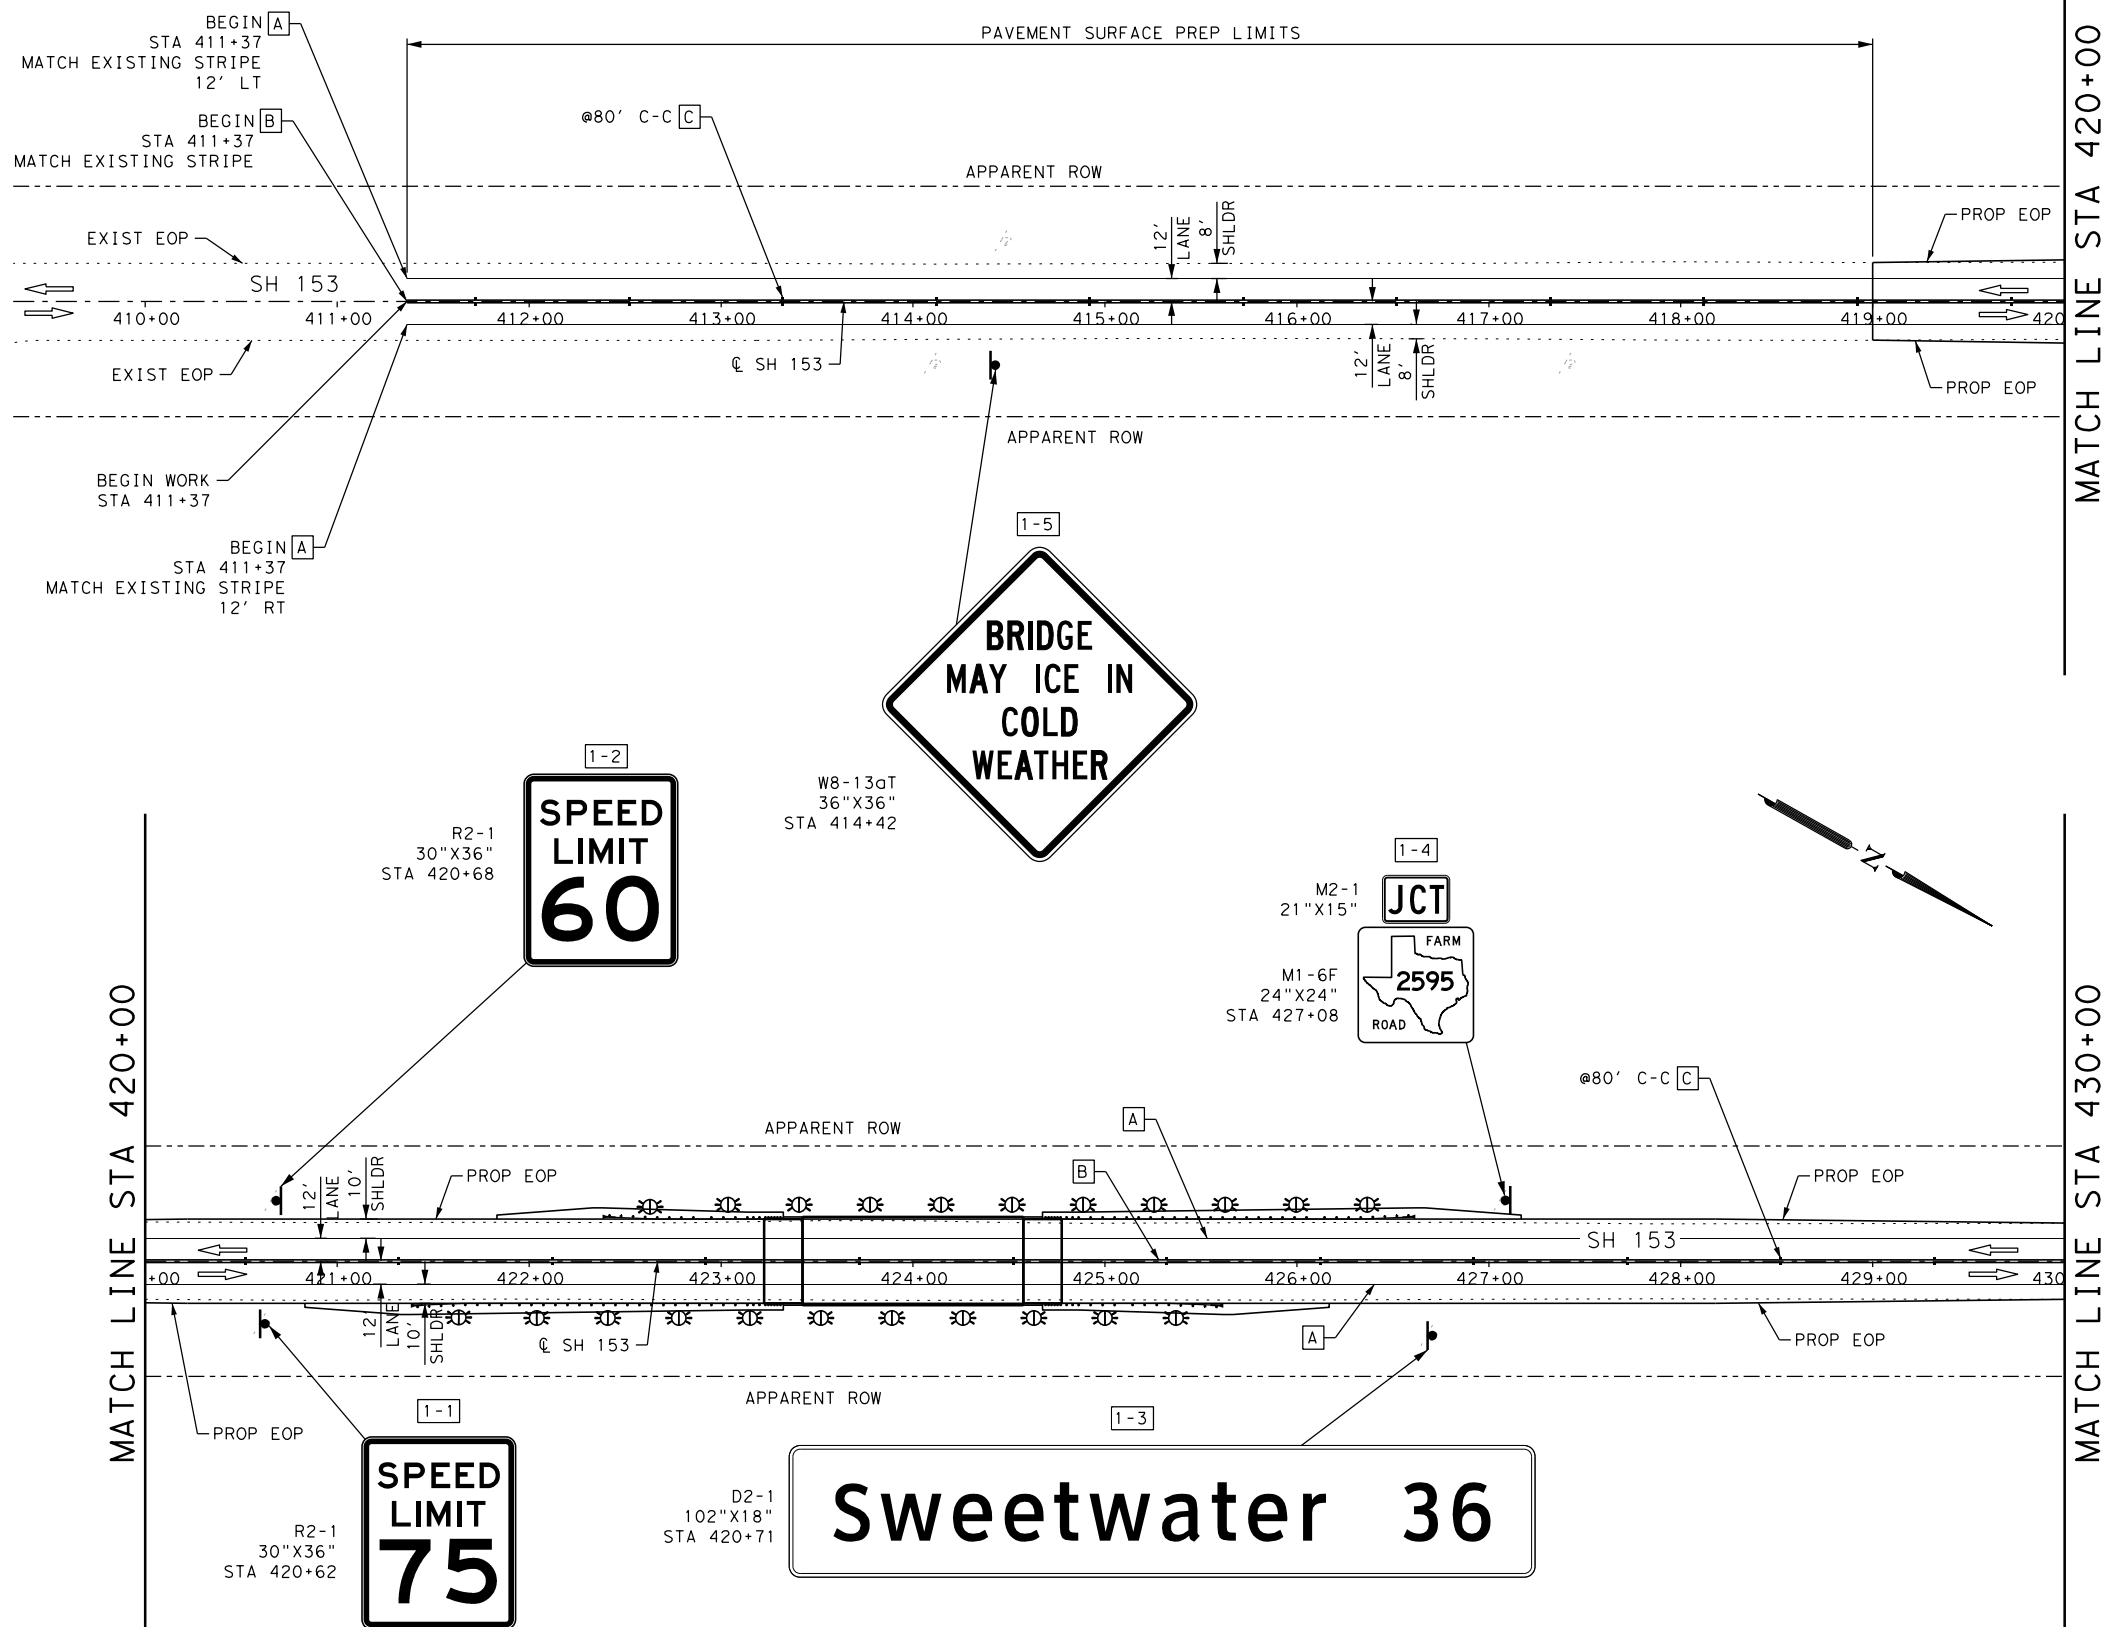 BEGIN A
STA 411+37
MATCH EXISTING STRIPE
12' LT
BEGIN B
STA 411+37
MATCH EXISTING STRIPE
PAVEMENT SURFACE PREP LIMITS
@80' C-C C
APPARENT ROW
EXIST EOP
SH 153
12'
LANE
8'
SHLDR
PROP EOP
410+00
411+00
412+00
413+00
414+00
415+00
416+00
417+00
418+00
419+00
420
EXIST EOP
℄ SH 153
12'
LANE
8'
SHLDR
PROP EOP
APPARENT ROW
MATCH LINE STA 420+00
BEGIN WORK
STA 411+37
BEGIN A
STA 411+37
MATCH EXISTING STRIPE
12' RT
1-5
BRIDGE
MAY ICE IN
COLD
WEATHER
W8-13aT
36"X36"
STA 414+42
1-2
SPEED
LIMIT
60
R2-1
30"X36"
STA 420+68
N
1-4
M2-1
21"X15"
JCT
FARM
2595
ROAD
M1-6F
24"X24"
STA 427+08
MATCH LINE STA 420+00
MATCH LINE STA 430+00
@80' C-C C
A
APPARENT ROW
B
PROP EOP
PROP EOP
12'
LANE
10'
SHLDR
SH 153
+00
421+00
422+00
423+00
424+00
425+00
426+00
427+00
428+00
429+00
430
12'
LANE
10'
SHLDR
℄ SH 153
A
PROP EOP
APPARENT ROW
PROP EOP
1-1
SPEED
LIMIT
75
R2-1
30"X36"
STA 420+62
1-3
D2-1
102"X18"
STA 420+71
Sweetwater 36